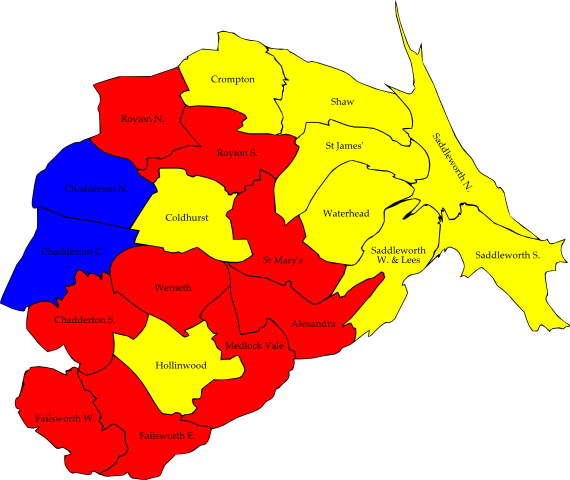 Crompton
Shaw
Royton N.
Royton S.
St James'
Saddleworth N.
Chadderton N.
Coldhurst
Waterhead
Chadderton C.
St Mary's
Saddleworth
W. & Lees
Saddleworth S.
Werneth
Chadderton S.
Alexandra
Medlock Vale
Hollinwood
Failsworth W.
Failsworth E.